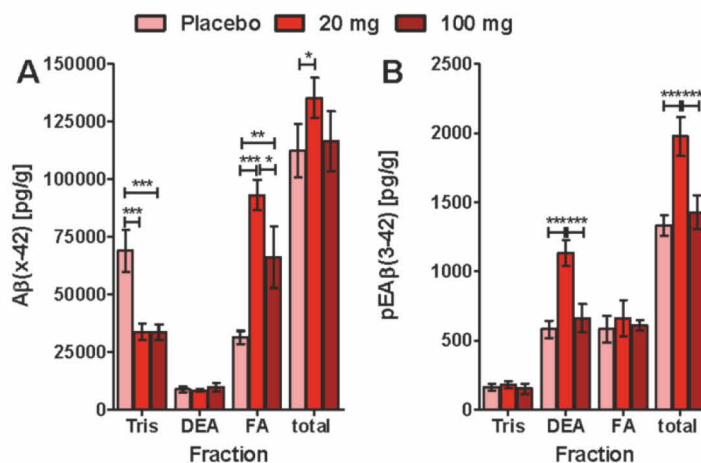 Placebo 20 mg 100 mg
A
Aβ(x-42) [pg/g]
150000
125000
100000
75000
50000
25000
0
***
***
**
***
*
*
Tris DEA FA total
Fraction
B
pEAβ(3-42) [pg/g]
2500
2000
1500
1000
500
0
***
***
***
***
Tris DEA FA total
Fraction